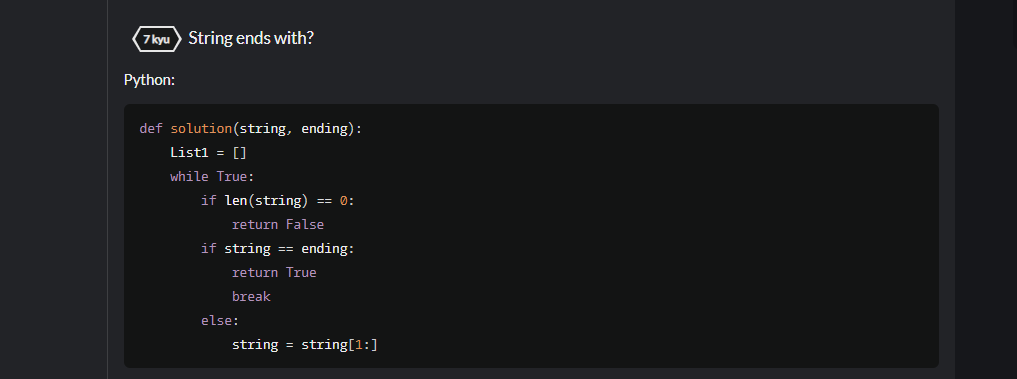 7 kyu String ends with?
Python:
def solution(string, ending):
    List1 = []
    while True:
        if len(string) == 0:
            return False
        if string == ending:
            return True
            break
        else:
            string = string[1:]